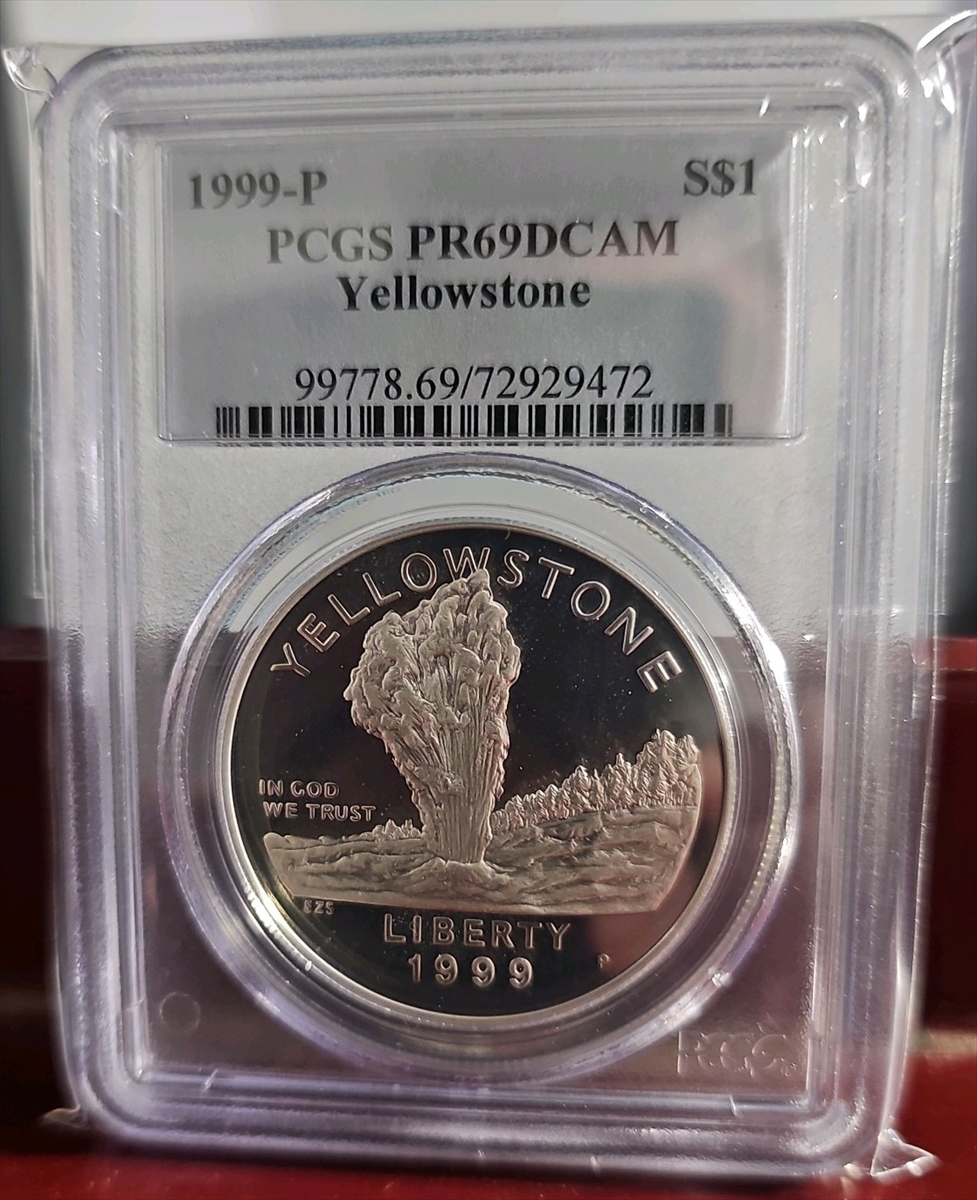 1999-P S$1
PCGS PR69DCAM
Yellowstone
99778.69/72929472
YELLOWSTONE
IN GOD
WE TRUST
EZS
LIBERTY
1999 P
PCGS